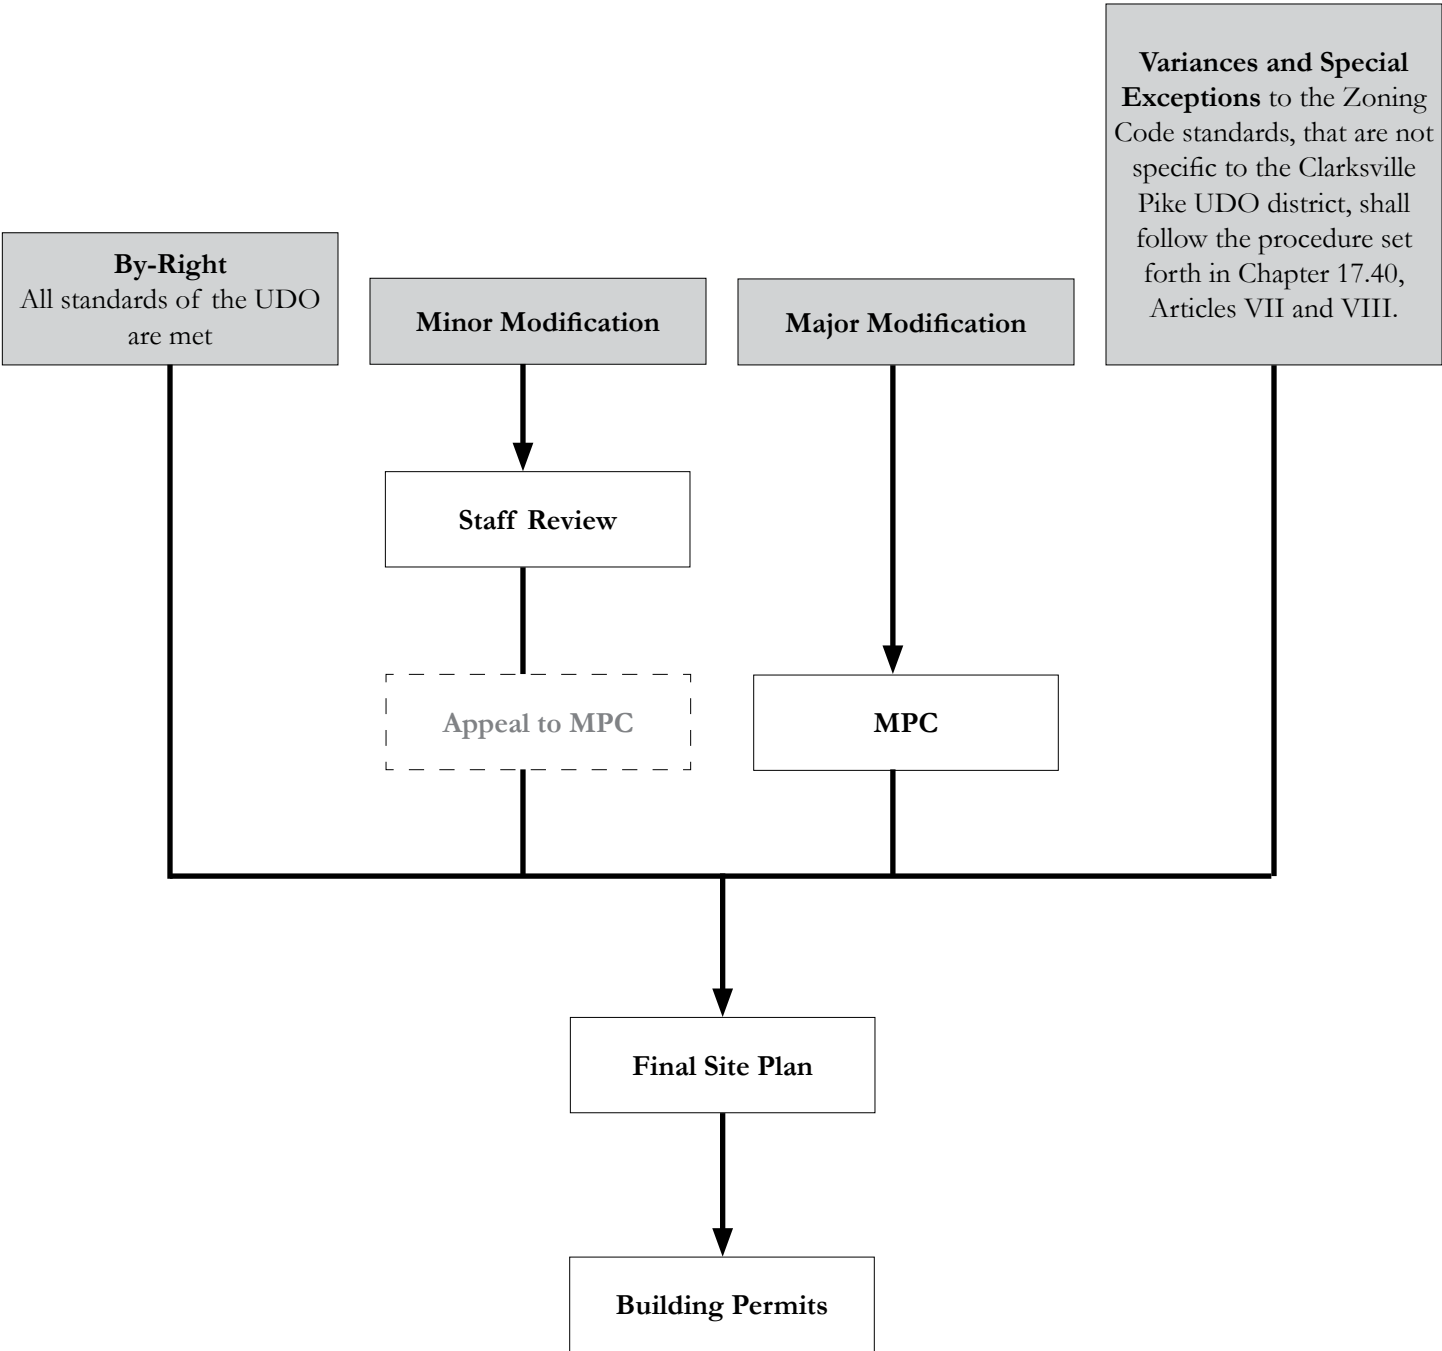 By-Right
All standards of the UDO
are met
Minor Modification
Major Modification
Variances and Special
Exceptions to the Zoning
Code standards, that are not
specific to the Clarksville
Pike UDO district, shall
follow the procedure set
forth in Chapter 17.40,
Articles VII and VIII.
Staff Review
Appeal to MPC
MPC
Final Site Plan
Building Permits